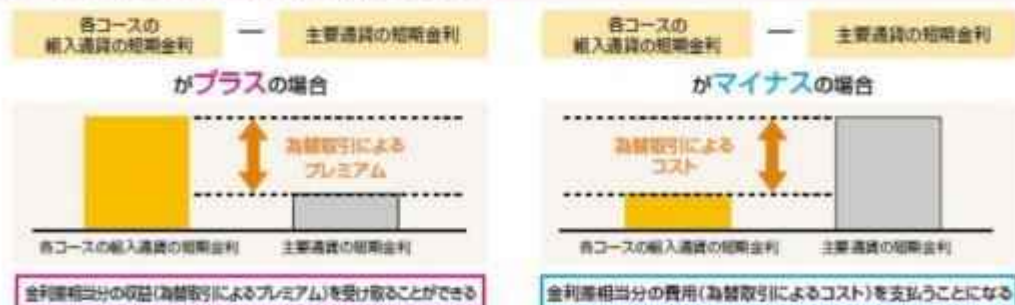 各コースの
組入通貨の短期金利
ー
主要通貨の短期金利
がプラスの場合
為替取引による
プレミアム
各コースの組入通貨の短期金利
主要通貨の短期金利
金利差相当分の収益(為替取引によるプレミアム)を受け取ることができる
各コースの
組入通貨の短期金利
ー
主要通貨の短期金利
がマイナスの場合
為替取引による
コスト
各コースの組入通貨の短期金利
主要通貨の短期金利
金利差相当分の費用(為替取引によるコスト)を支払うことになる